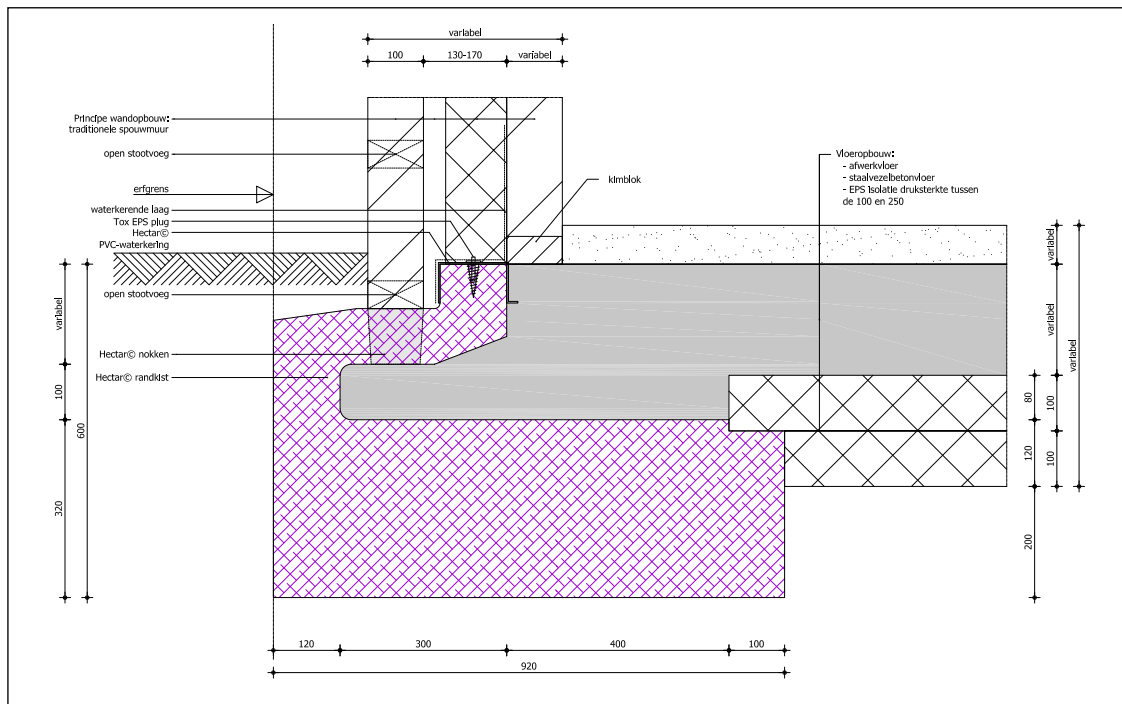 variabel
100
130-170
variabel
Principe wandopbouw:
traditionele spouwmuur
open stootvoeg
erfgrens
waterkerende laag
Tox EPS plug
Hectar©
PVC-waterkering
open stootvoeg
Hectar© nokken
Hectar© randkist
kimblok
Vloeropbouw:
- afwerkvloer
- staalvezelbetonvloer
- EPS isolatie druksterkte tussen
de 100 en 250
variabel
100
320
600
variabel
variabel
variabel
80
100
120
100
200
120
300
400
100
920